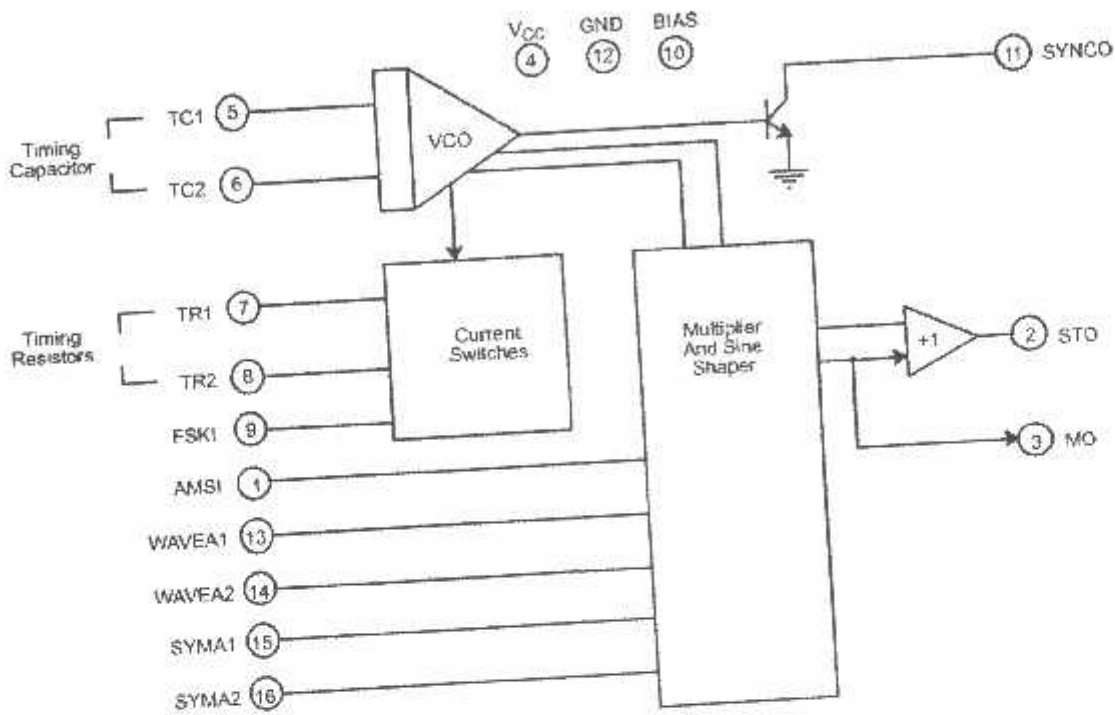 VCC
4
GND
12
BIAS
10
11 SYNCO
TC1 5
Timing
Capacitor
TC2 6
VCO
TR1 7
Timing
Resistors
TR2 8
FSKI 9
Current
Switches
AMSI 1
WAVEA1 13
WAVEA2 14
SYMA1 15
SYMA2 16
Multiplier
And Sine
Shaper
+1
2 STO
3 MO